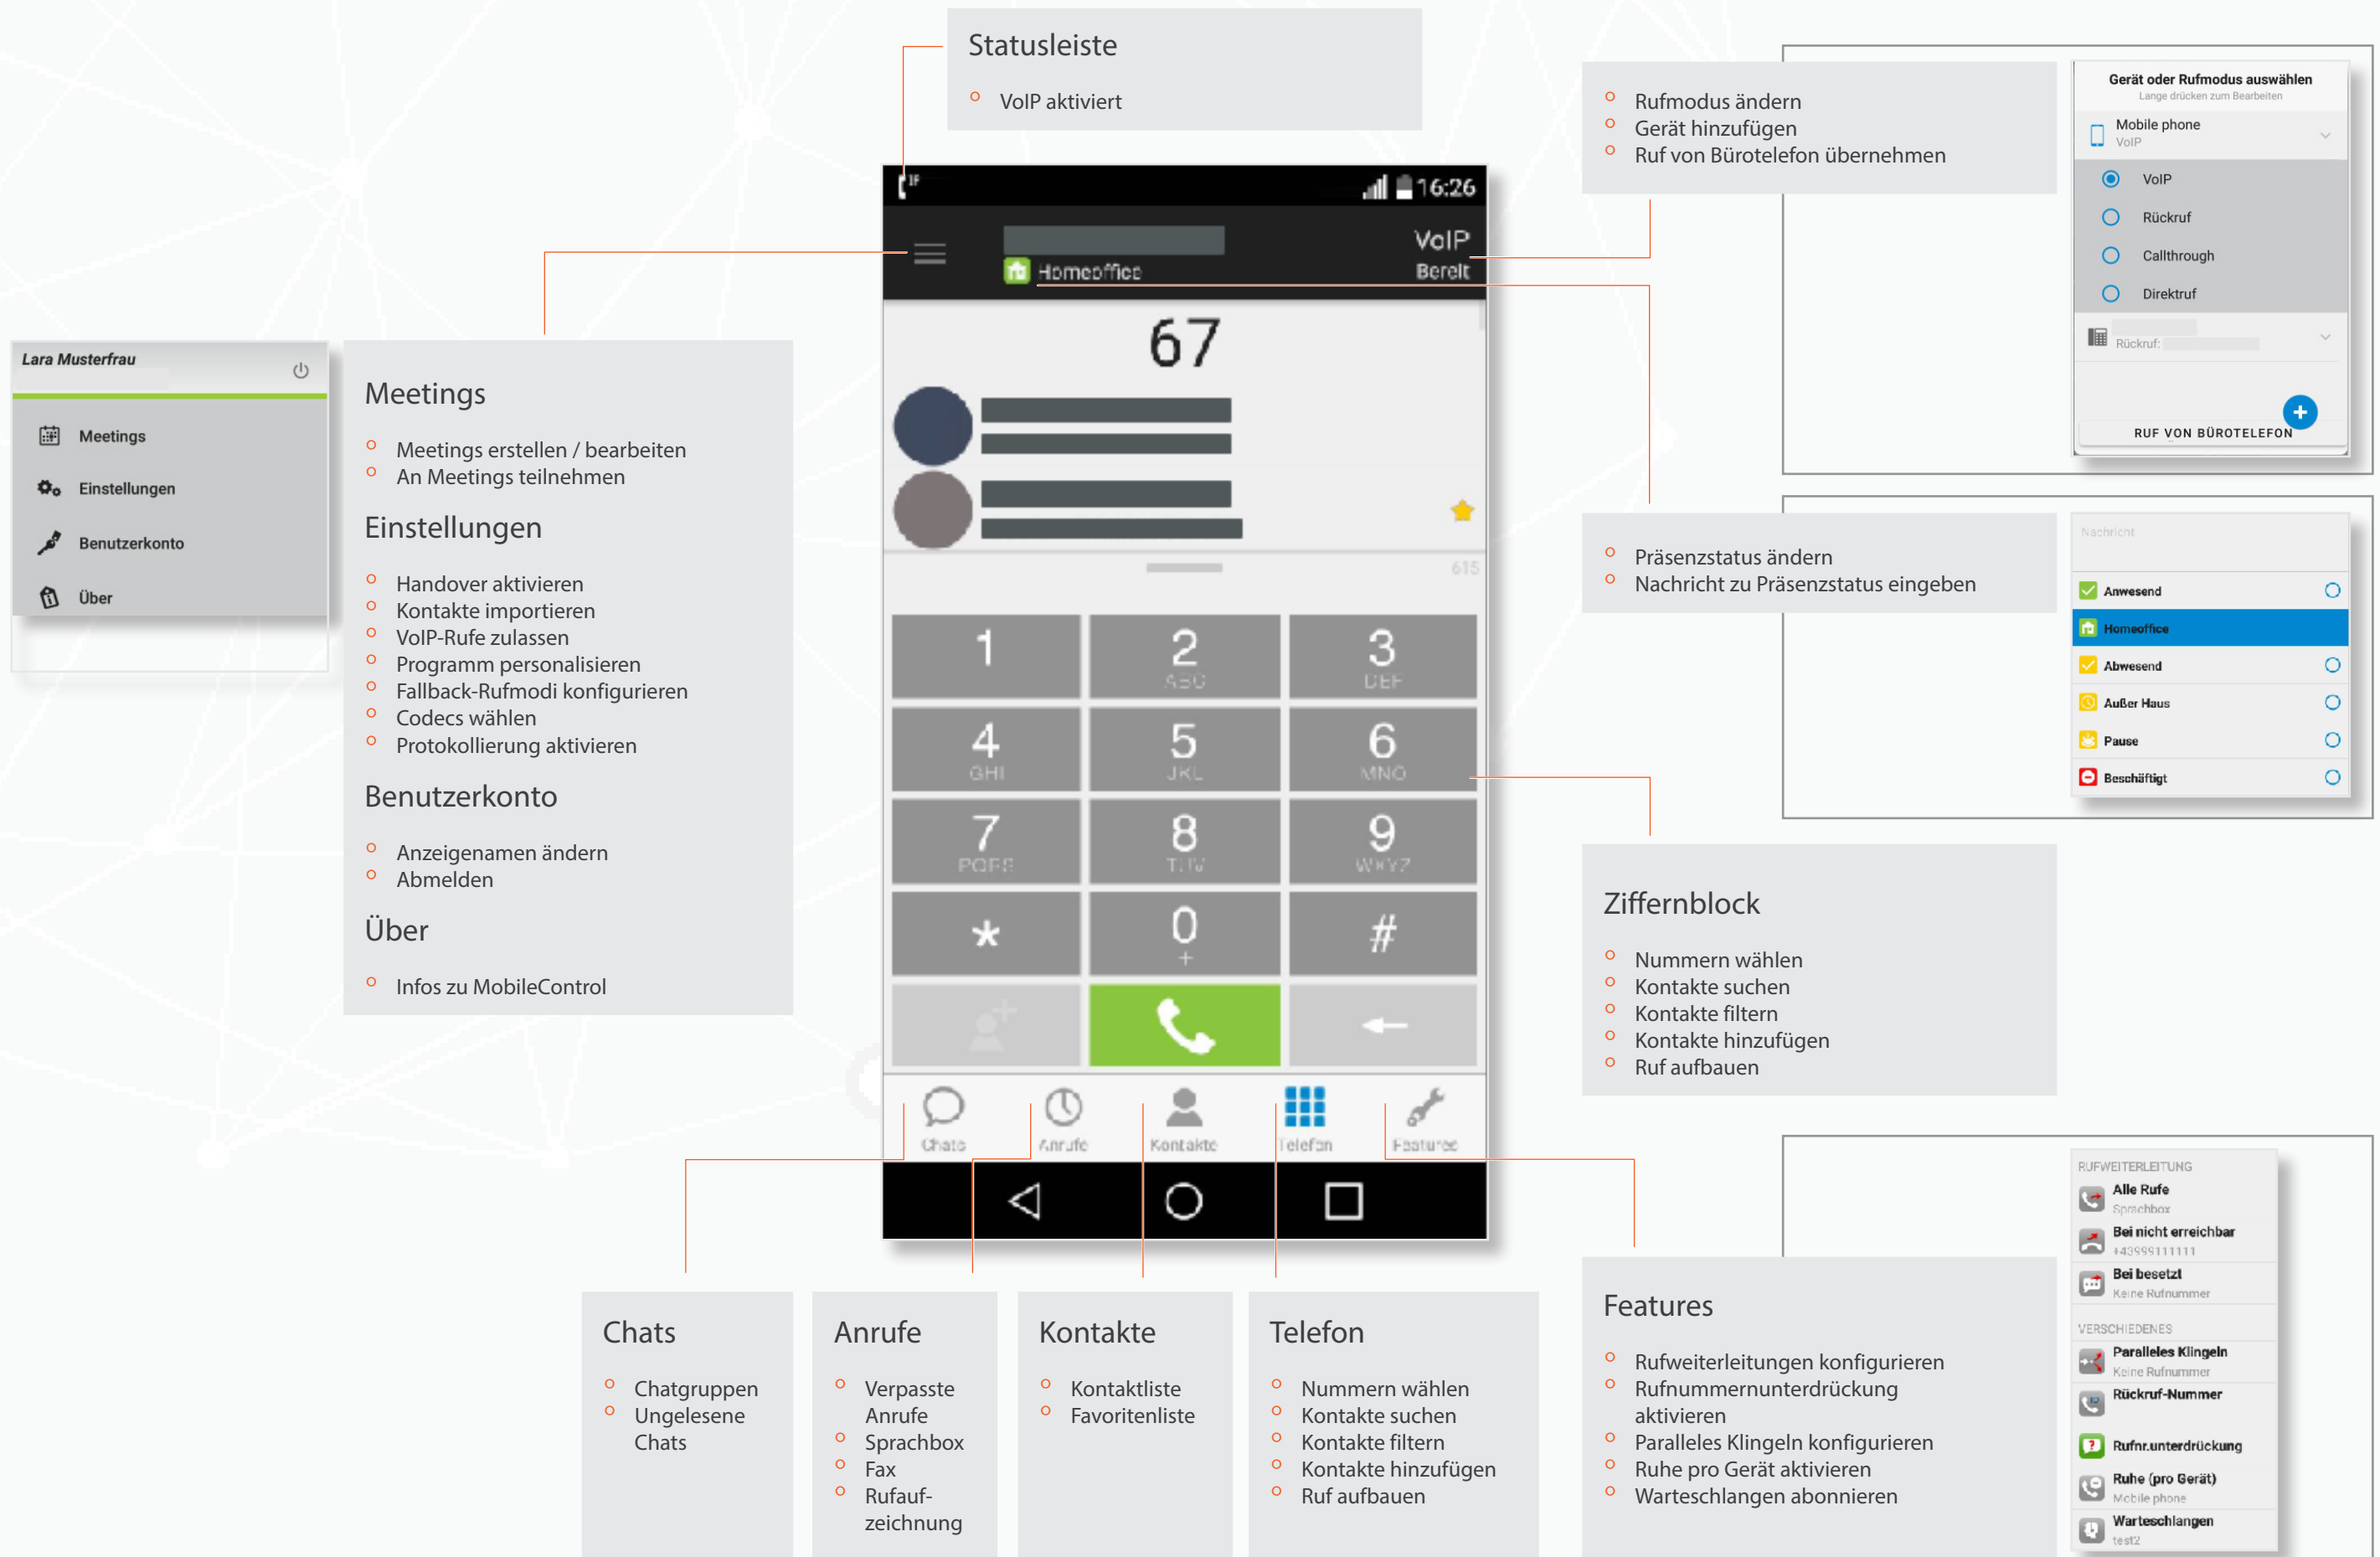 Statusleiste
VoIP aktiviert
Rufmodus ändern
Gerät hinzufügen
Ruf von Bürotelefon übernehmen
Gerät oder Rufmodus auswählen
Lange drücken zum Bearbeiten
Mobile phone
VoIP
VoIP
Rückruf
Callthrough
Direktruf
Rückruf:
RUF VON BÜROTELEFON
IP
16:26
VoIP
Homeoffice
Bereit
67
615
1
2
ABC
3
DEF
4
GHI
5
JKL
6
MNO
7
PQRS
8
TUV
9
WXYZ
*
0
+
#
Chats
Anrufe
Kontakte
Telefon
Features
Lara Musterfrau
Meetings
Einstellungen
Benutzerkonto
Über
Meetings
Meetings erstellen / bearbeiten
An Meetings teilnehmen
Einstellungen
Handover aktivieren
Kontakte importieren
VoIP-Rufe zulassen
Programm personalisieren
Fallback-Rufmodi konfigurieren
Codecs wählen
Protokollierung aktivieren
Benutzerkonto
Anzeigenamen ändern
Abmelden
Über
Infos zu MobileControl
Präsenzstatus ändern
Nachricht zu Präsenzstatus eingeben
Nachricht
Anwesend
Homeoffice
Abwesend
Außer Haus
Pause
Beschäftigt
Ziffernblock
Nummern wählen
Kontakte suchen
Kontakte filtern
Kontakte hinzufügen
Ruf aufbauen
Chats
Chatgruppen
Ungelesene
Chats
Anrufe
Verpasste
Anrufe
Sprachbox
Fax
Rufauf-
zeichnung
Kontakte
Kontaktliste
Favoritenliste
Telefon
Nummern wählen
Kontakte suchen
Kontakte filtern
Kontakte hinzufügen
Ruf aufbauen
Features
Rufweiterleitungen konfigurieren
Rufnummernunterdrückung
aktivieren
Paralleles Klingeln konfigurieren
Ruhe pro Gerät aktivieren
Warteschlangen abonnieren
RUFWEITERLEITUNG
Alle Rufe
Sprachbox
Bei nicht erreichbar
+43999111111
Bei besetzt
Keine Rufnummer
VERSCHIEDENES
Paralleles Klingeln
Keine Rufnummer
Rückruf-Nummer
Rufnr.unterdrückung
Ruhe (pro Gerät)
Mobile phone
Warteschlangen
test2